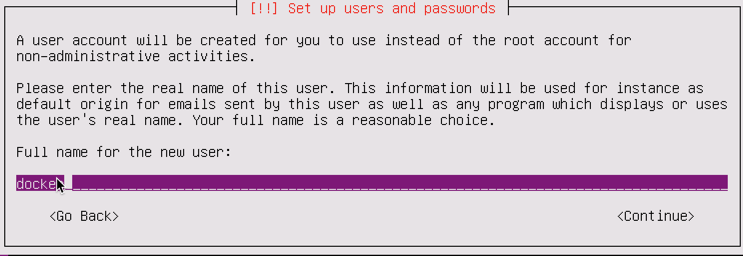 [!!] Set up users and passwords
A user account will be created for you to use instead of the root account for
non-administrative activities.
Please enter the real name of this user. This information will be used for instance as
default origin for emails sent by this user as well as any program which displays or uses
the user's real name. Your full name is a reasonable choice.
Full name for the new user:
docke
<Go Back> <Continue>